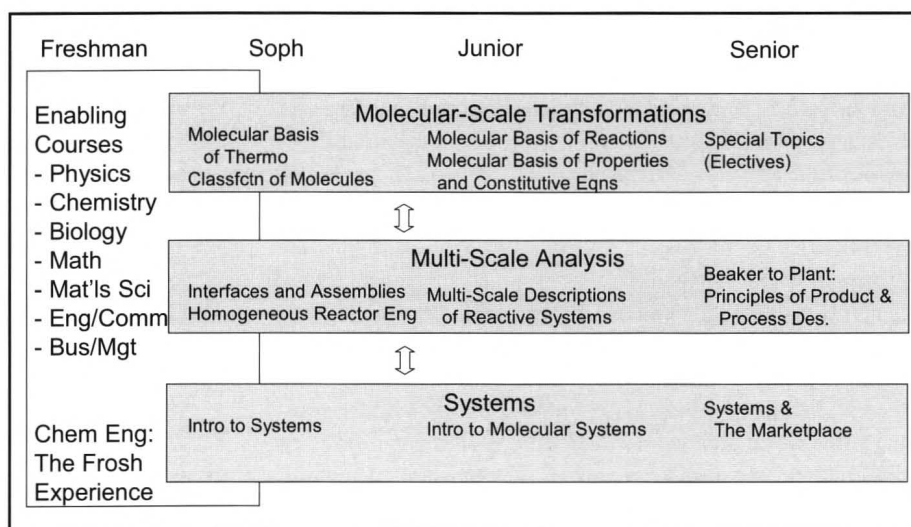 Freshman
Soph
Junior
Senior
Enabling
Courses
- Physics
- Chemistry
- Biology
- Math
- Mat'ls Sci
- Eng/Comm
- Bus/Mgt
Chem Eng:
The Frosh
Experience
Molecular-Scale Transformations
Molecular Basis
of Thermo
Classfctn of Molecules
Molecular Basis of Reactions
Molecular Basis of Properties
and Constitutive Eqns
Special Topics
(Electives)
Multi-Scale Analysis
Interfaces and Assemblies
Homogeneous Reactor Eng
Multi-Scale Descriptions
of Reactive Systems
Beaker to Plant:
Principles of Product &
Process Des.
Systems
Intro to Systems
Intro to Molecular Systems
Systems &
The Marketplace